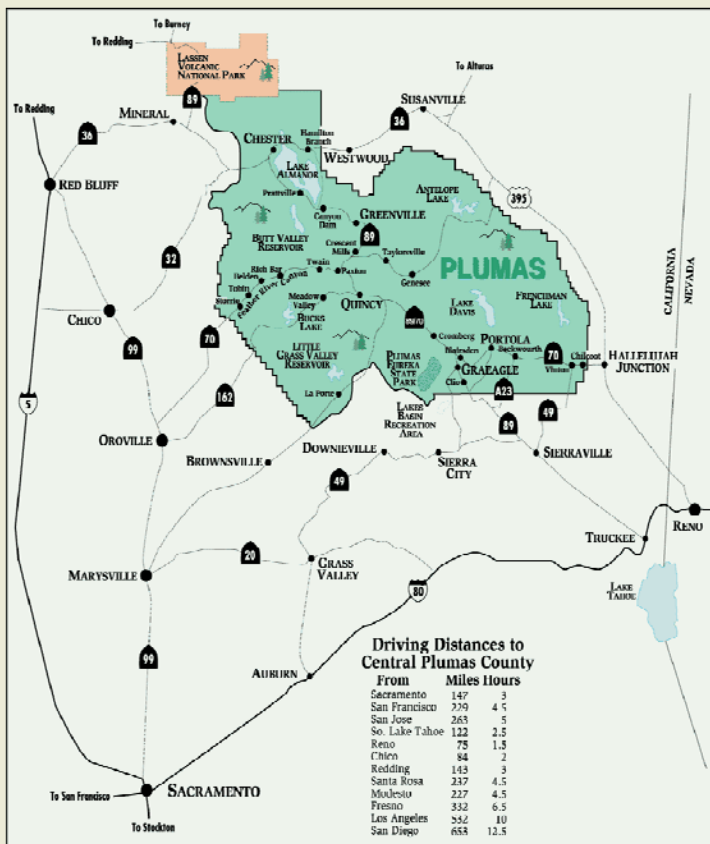 To Burney
To Redding
LASSEN
VOLCANIC
NATIONAL PARK
To Alturas
To Redding
89
SUSANVILLE
MINERAL
36
36
Hamilton
Branch
CHESTER
WESTWOOD
RED BLUFF
LAKE
ALMANOR
Prattville
ANTELOPE
LAKE
395
Canyon
Dam
GREENVILLE
BUTT VALLEY
RESERVOIR
89
Crescent
Mills
Taylorsville
32
Twain
PLUMAS
CALIFORNIA
NEVADA
Rich Bar
Paxton
Belden
Genesee
Tobin
Feather River Canyon
Storrie
Meadow
Valley
QUINCY
LAKE
DAVIS
FRENCHMAN
LAKE
CHICO
BUCKS
LAKE
89/70
99
70
Cromberg
PORTOLA
LITTLE
GRASS VALLEY
RESERVOIR
PLUMAS
EUREKA
STATE
PARK
Blairsden
Beckwourth
70
Chilcoot
HALLELUJAH
JUNCTION
GRAEAGLE
Vinton
5
162
La Porte
Clio
A23
LAKES
BASIN
RECREATION
AREA
49
89
OROVILLE
DOWNIEVILLE
BROWNSVILLE
SIERRA
CITY
SIERRAVILLE
49
RENO
TRUCKEE
20
GRASS
VALLEY
MARYSVILLE
80
LAKE
TAHOE
99
AUBURN
Driving Distances to
Central Plumas County
From Miles Hours
Sacramento 147 3
San Francisco 229 4.5
San Jose 263 5
So. Lake Tahoe 122 2.5
Reno 75 1.5
Chico 84 2
Redding 143 3
Santa Rosa 237 4.5
Modesto 227 4.5
Fresno 332 6.5
Los Angeles 532 10
San Diego 653 12.5
To San Francisco
SACRAMENTO
To Stockton